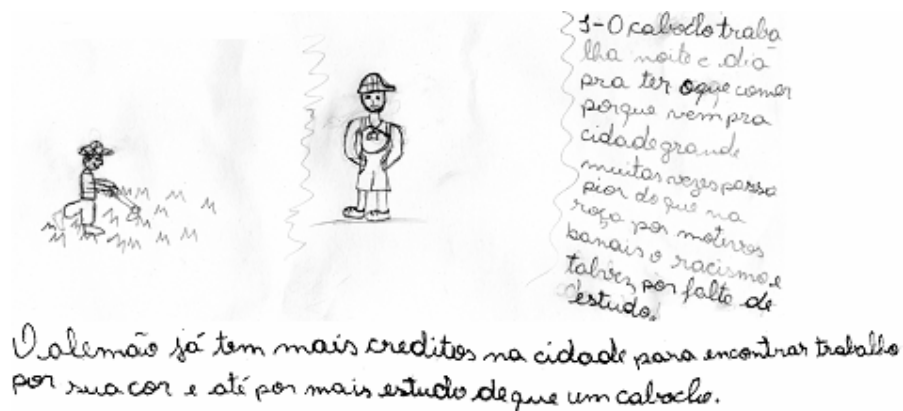 1-O caboclo traba
lha noite e dia
pra ter oque comer
porque vem pra
cidade grande
muitas vezes passa
pior do que na
roça por motivos
banais o racismo e
talvez por falta de
estudo.
O alemão já tem mais creditos na cidade para encontrar trabalho
por sua cor e até por mais estudo de que um caboclo.